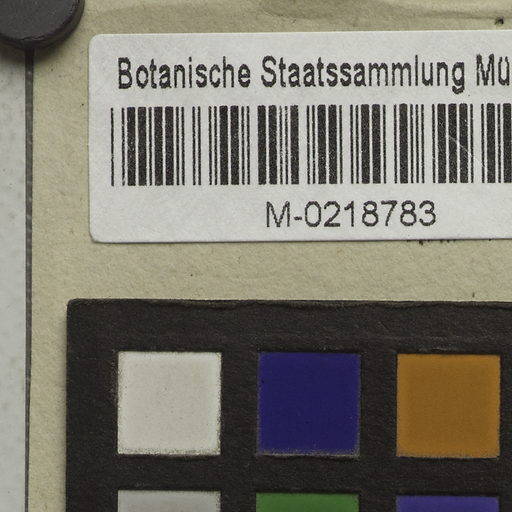 Botanische Staatssammlung Mü
M-0218783